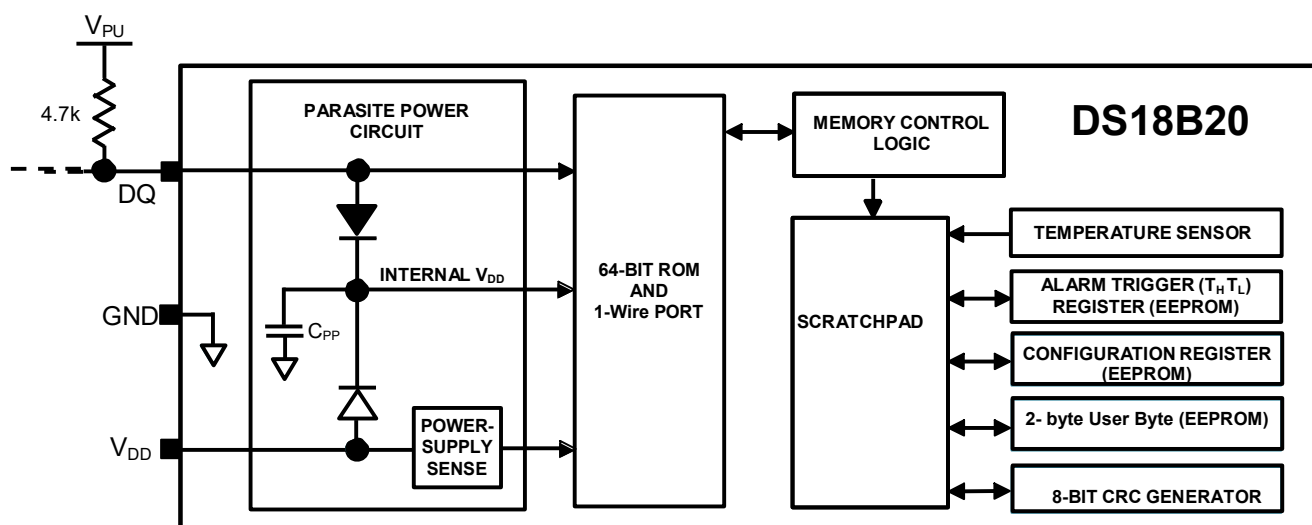 VPU
4.7k
DQ
GND
VDD
PARASITE POWER
CIRCUIT
INTERNAL VDD
CPP
POWER-
SUPPLY
SENSE
64-BIT ROM
AND
1-Wire PORT
MEMORY CONTROL
LOGIC
SCRATCHPAD
DS18B20
TEMPERATURE SENSOR
ALARM TRIGGER (TH TL)
REGISTER (EEPROM)
CONFIGURATION REGISTER
(EEPROM)
2- byte User Byte (EEPROM)
8-BIT CRC GENERATOR